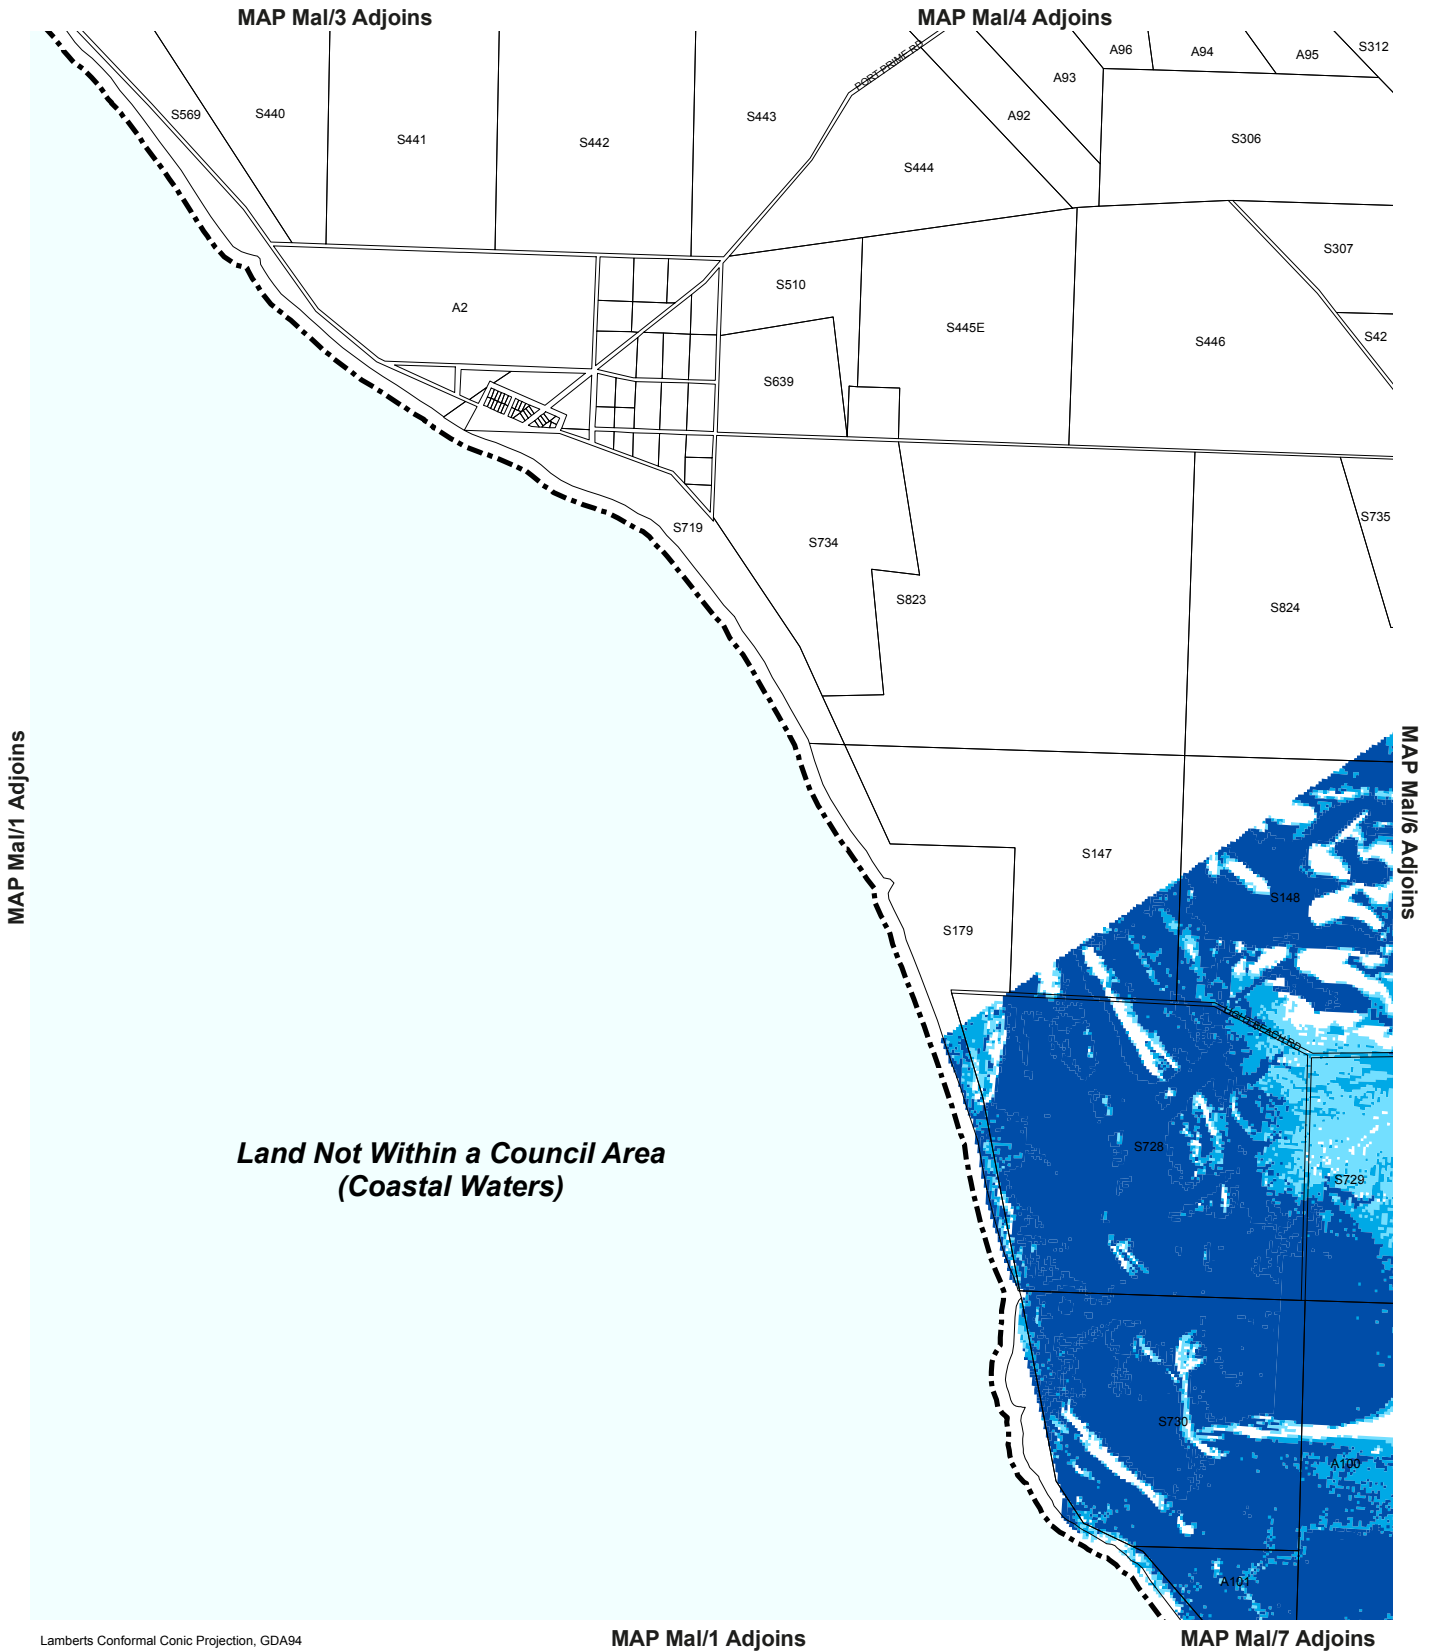 MAP Mal/3 Adjoins
MAP Mal/4 Adjoins
A96
A94
A95
S312
PORT PRIME RD
A93
S569
S440
S441
S442
S443
A92
S306
S444
S307
S510
A2
S445E
S446
S42
S639
S719
S734
S735
S823
S824
MAP Mal/1 Adjoins
MAP Mal/6 Adjoins
S147
S148
S179
BEACH RD
Land Not Within a Council Area
(Coastal Waters)
S728
S729
S730
A100
A101
Lamberts Conformal Conic Projection, GDA94
MAP Mal/1 Adjoins
MAP Mal/7 Adjoins